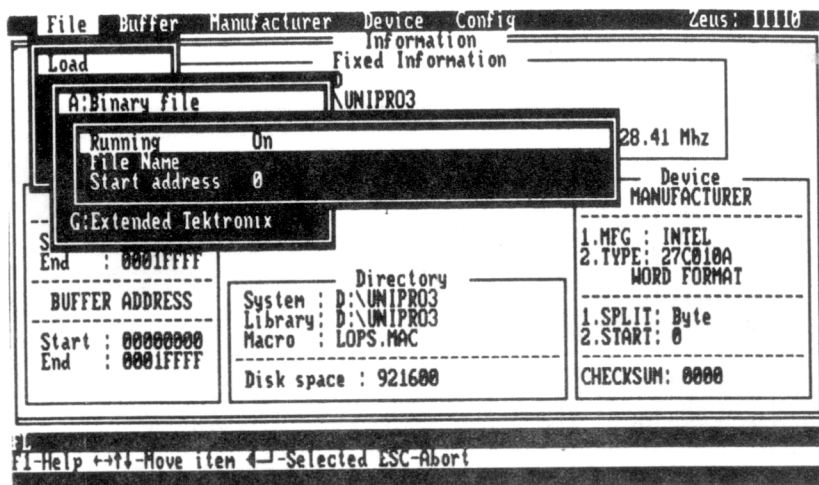 File Buffer Manufacturer Device Config Zeus: 11110
Information
Fixed Information
Load
A:Binary file
\UNIPRO3
Running On
28.41 Mhz
File Name
Start address 0
G:Extended Tektronix
Device
MANUFACTURER
1.MFG : INTEL
2.TYPE: 27C010A
WORD FORMAT
1.SPLIT: Byte
2.START: 0
CHECKSUM: 0000
End : 0001FFFF
BUFFER ADDRESS
Start : 00000000
End : 0001FFFF
Directory
System : D:\UNIPRO3
Library: D:\UNIPRO3
Macro : LOPS.MAC
Disk space : 921600
F1-Help ←→↑↓-Move item ◄┘-Selected ESC-Abort